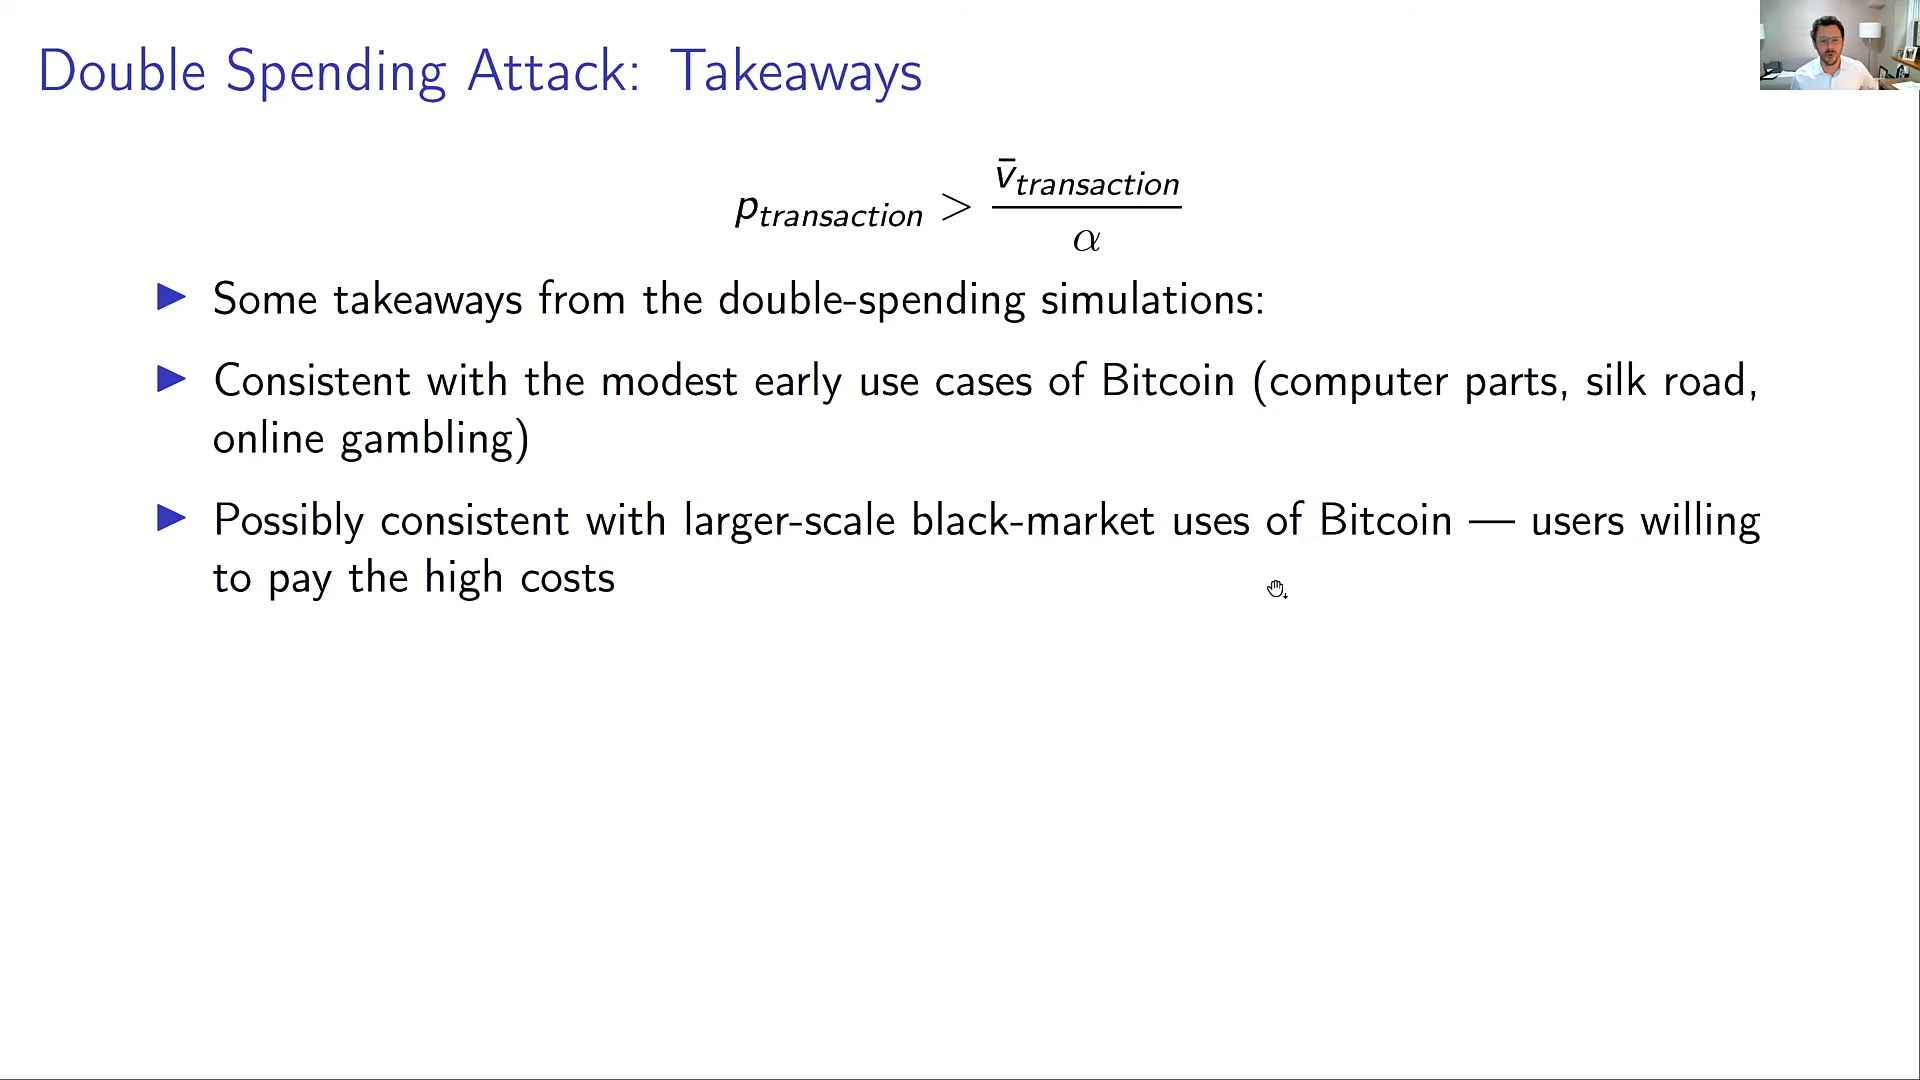 Double Spending Attack: Takeaways
p_transaction > v̄_transaction / α
▶ Some takeaways from the double-spending simulations:
▶ Consistent with the modest early use cases of Bitcoin (computer parts, silk road,
online gambling)
▶ Possibly consistent with larger-scale black-market uses of Bitcoin — users willing
to pay the high costs